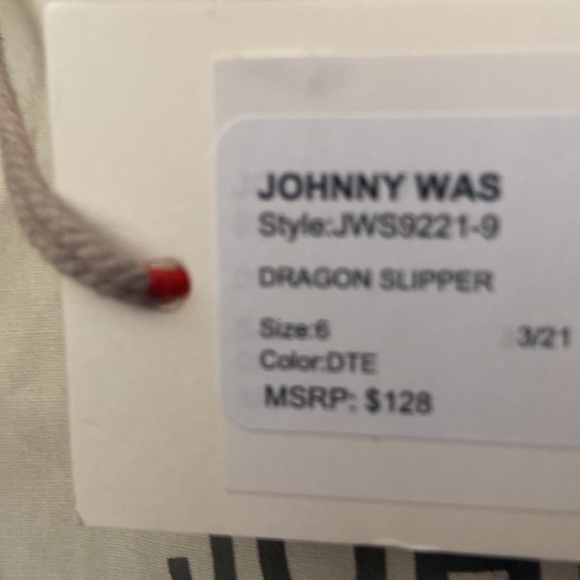 JOHNNY WAS
Style:JWS9221-9
DRAGON SLIPPER
Size:6 3/21
Color:DTE
MSRP: $128